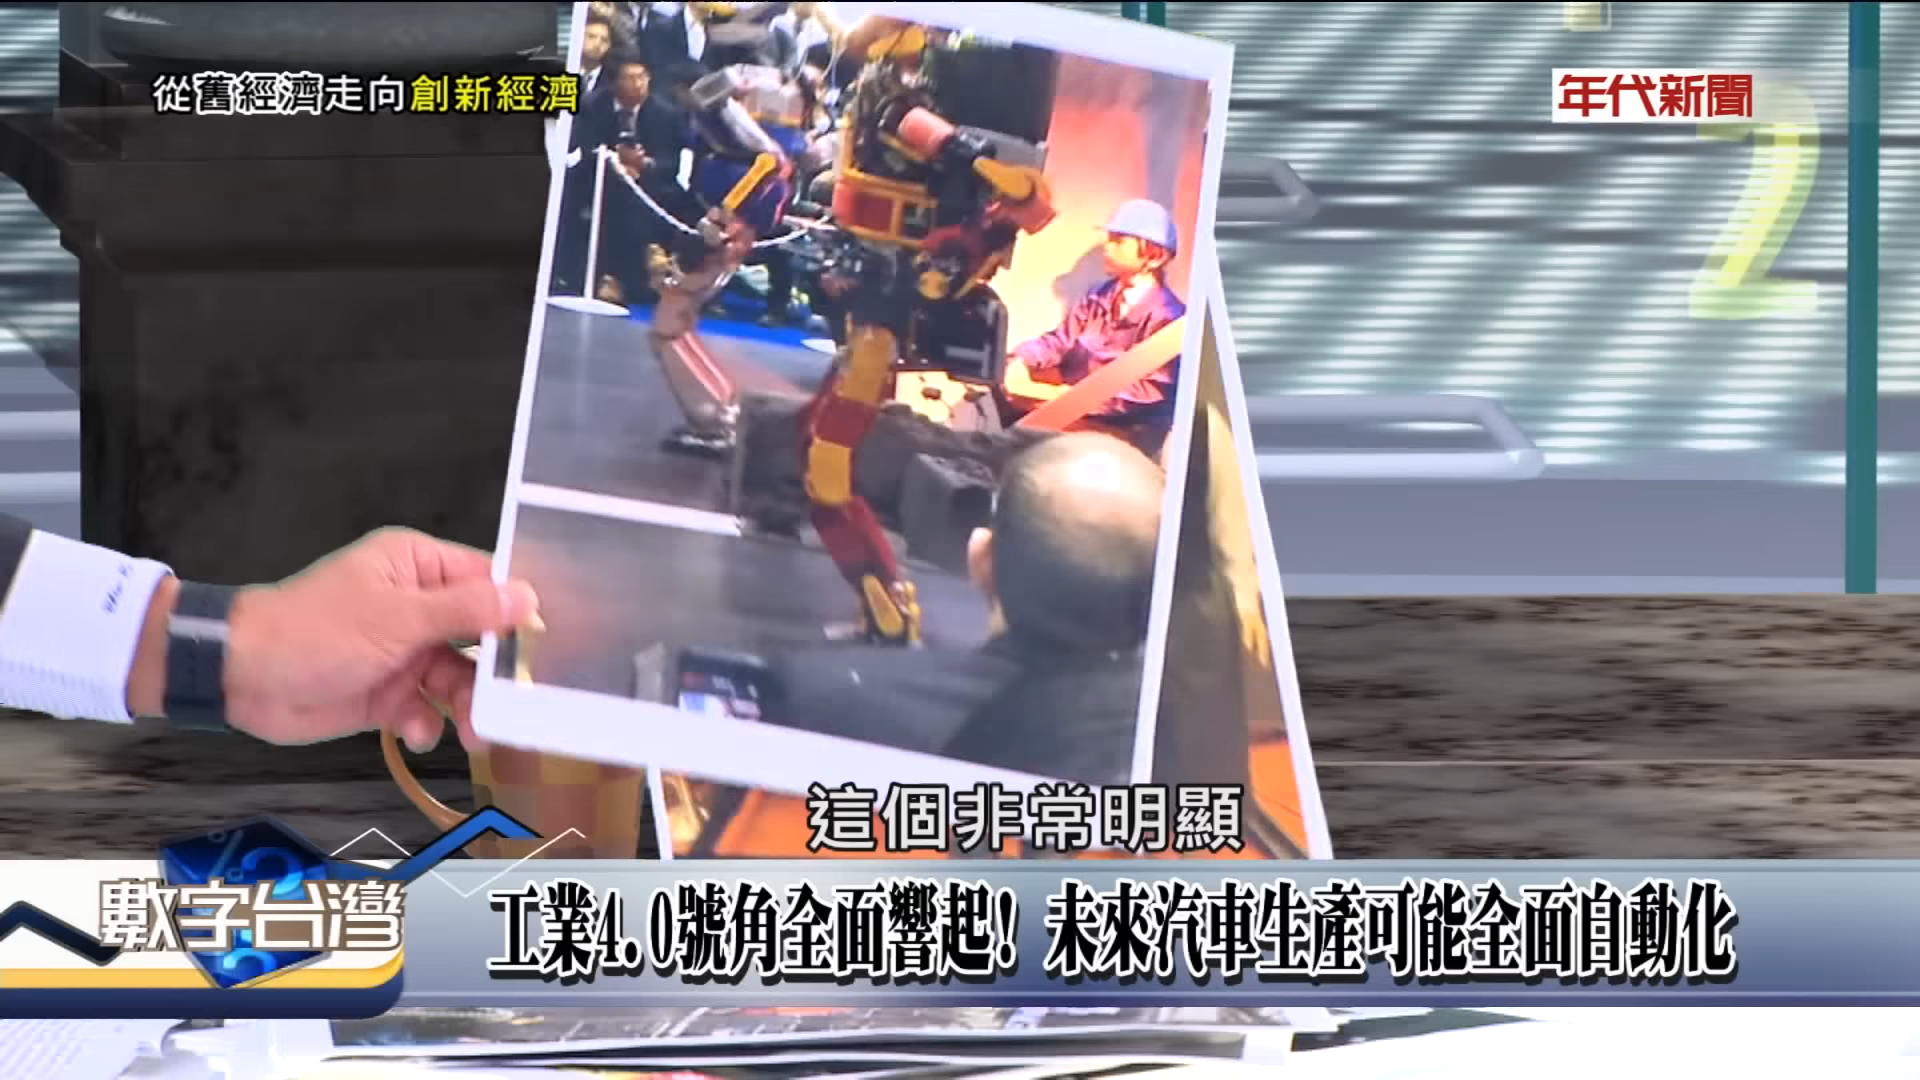 從舊經濟走向創新經濟
年代新聞
2
這個非常明顯
數字台灣
工業4.0號角全面響起! 未來汽車生產可能全面自動化